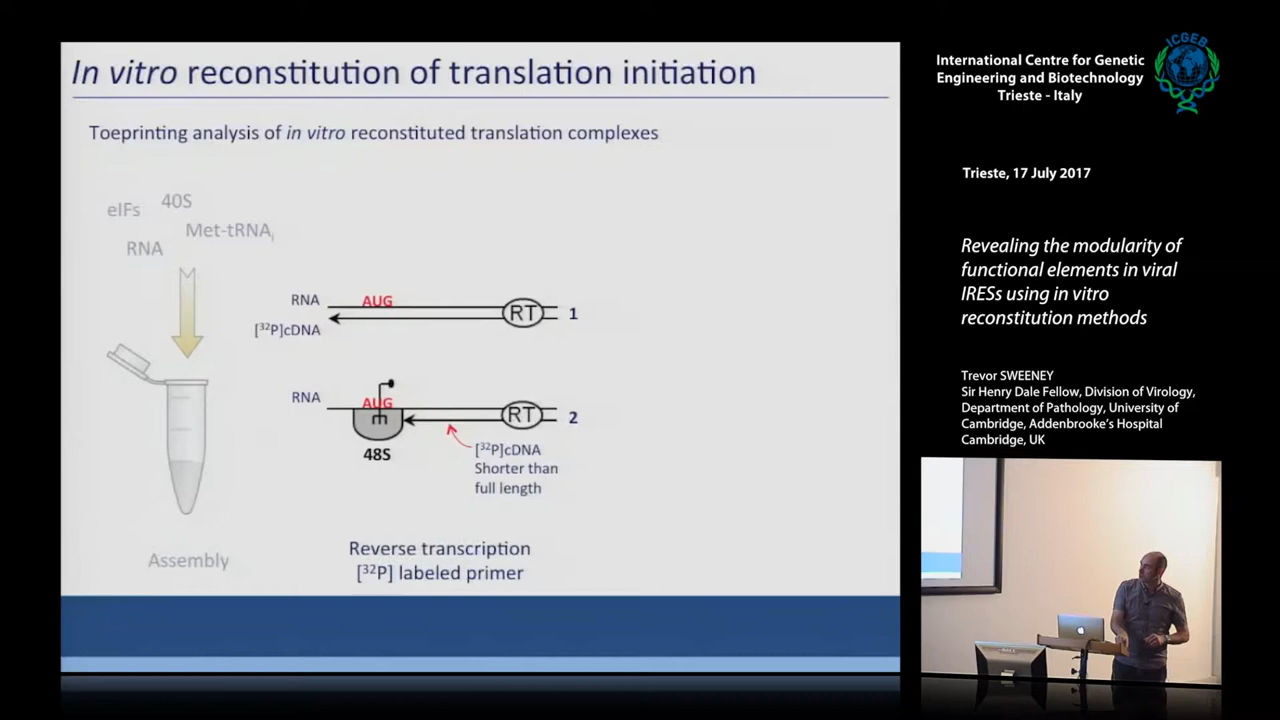 In vitro reconstitution of translation initiation
Toeprinting analysis of in vitro reconstituted translation complexes
eIFs
40S
Met-tRNAi
RNA
RNA
AUG
RT
1
[32P]cDNA
RNA
AUG
RT
2
48S
[32P]cDNA
Shorter than
full length
Assembly
Reverse transcription
[32P] labeled primer
International Centre for Genetic
Engineering and Biotechnology
Trieste - Italy
ICGEB
Trieste, 17 July 2017
Revealing the modularity of
functional elements in viral
IRESs using in vitro
reconstitution methods
Trevor SWEENEY
Sir Henry Dale Fellow, Division of Virology,
Department of Pathology, University of
Cambridge, Addenbrooke's Hospital
Cambridge, UK